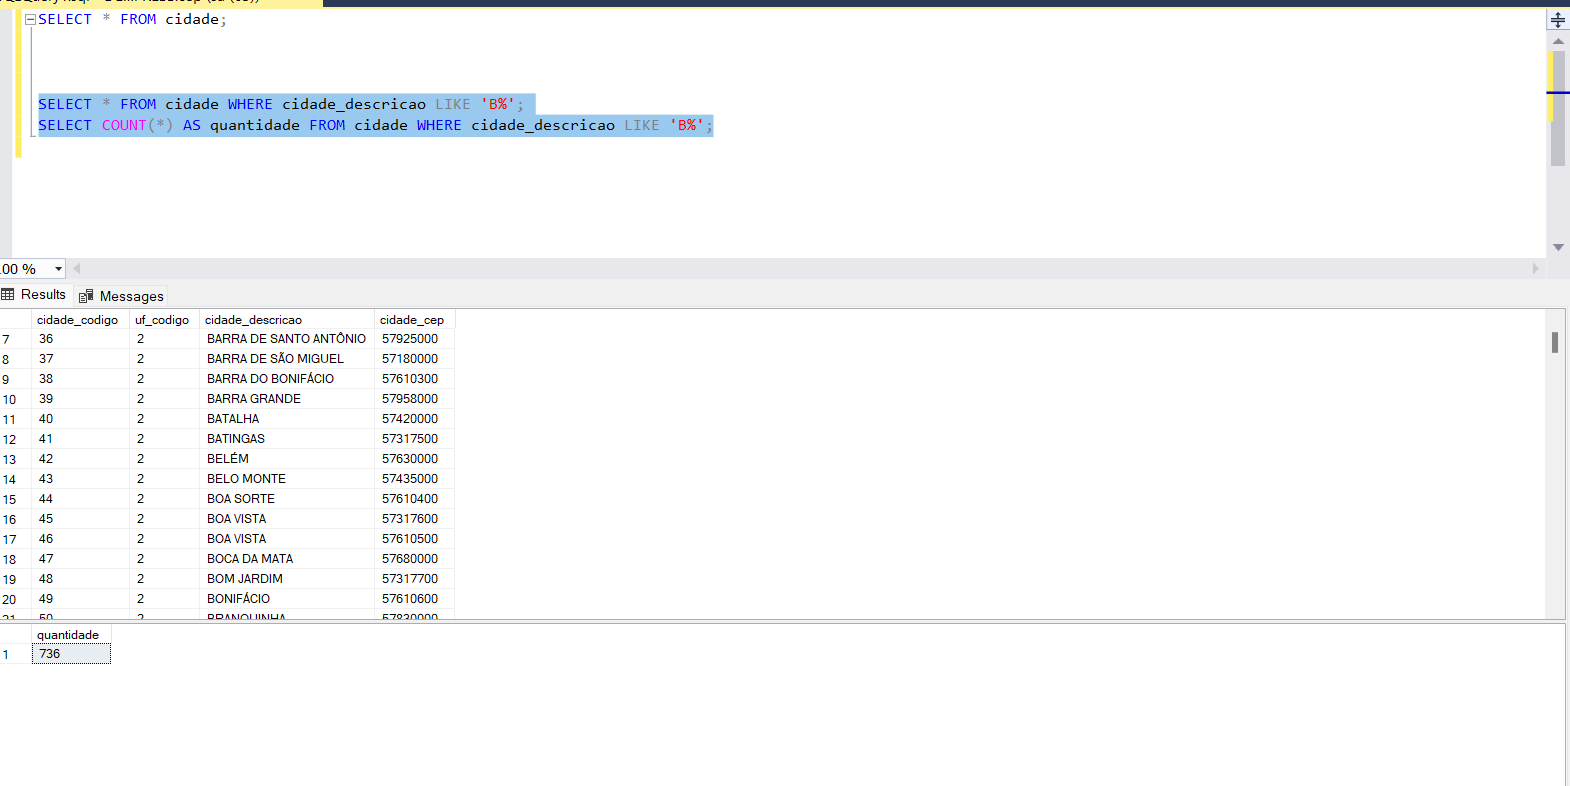 SELECT * FROM cidade;
SELECT * FROM cidade WHERE cidade_descricao LIKE 'B%';
SELECT COUNT(*) AS quantidade FROM cidade WHERE cidade_descricao LIKE 'B%';
.00 %
Results Messages
cidade_codigo uf_codigo cidade_descricao cidade_cep
7 36 2 BARRA DE SANTO ANTÔNIO 57925000
8 37 2 BARRA DE SÃO MIGUEL 57180000
9 38 2 BARRA DO BONIFÁCIO 57610300
10 39 2 BARRA GRANDE 57958000
11 40 2 BATALHA 57420000
12 41 2 BATINGAS 57317500
13 42 2 BELÉM 57630000
14 43 2 BELO MONTE 57435000
15 44 2 BOA SORTE 57610400
16 45 2 BOA VISTA 57317600
17 46 2 BOA VISTA 57610500
18 47 2 BOCA DA MATA 57680000
19 48 2 BOM JARDIM 57317700
20 49 2 BONIFÁCIO 57610600
21 50 2 BRANQUINHA 57830000
quantidade
1 736